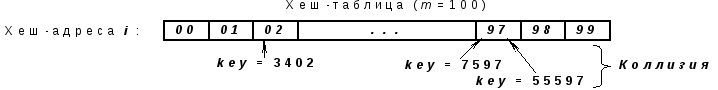 Хеш-таблица (m=100)
Хеш-адреса i: 00 01 02 ... 97 98 99
key = 3402 key = 7597 Коллизия
key = 55597